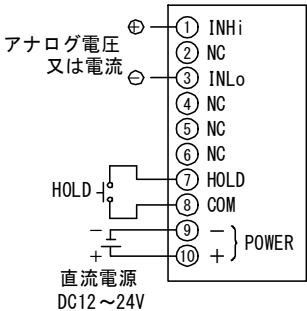 アナログ電圧
又は電流
⊕
⊖
① INHi
② NC
③ INLo
④ NC
⑤ NC
⑥ NC
⑦ HOLD
⑧ COM
⑨ −
⑩ +
POWER
HOLD
−
+
直流電源
DC12～24V